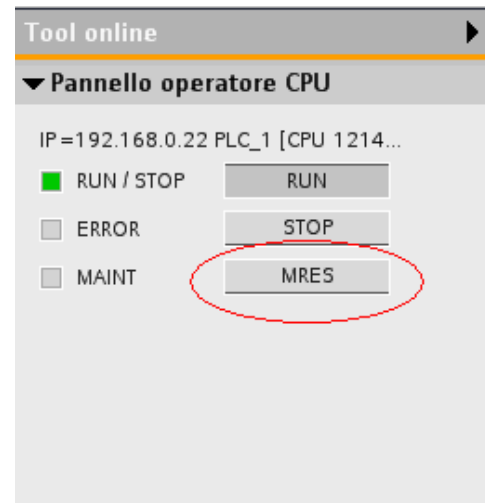 Tool online
Pannello operatore CPU
IP=192.168.0.22 PLC_1 [CPU 1214...
RUN / STOP RUN
ERROR STOP
MAINT MRES